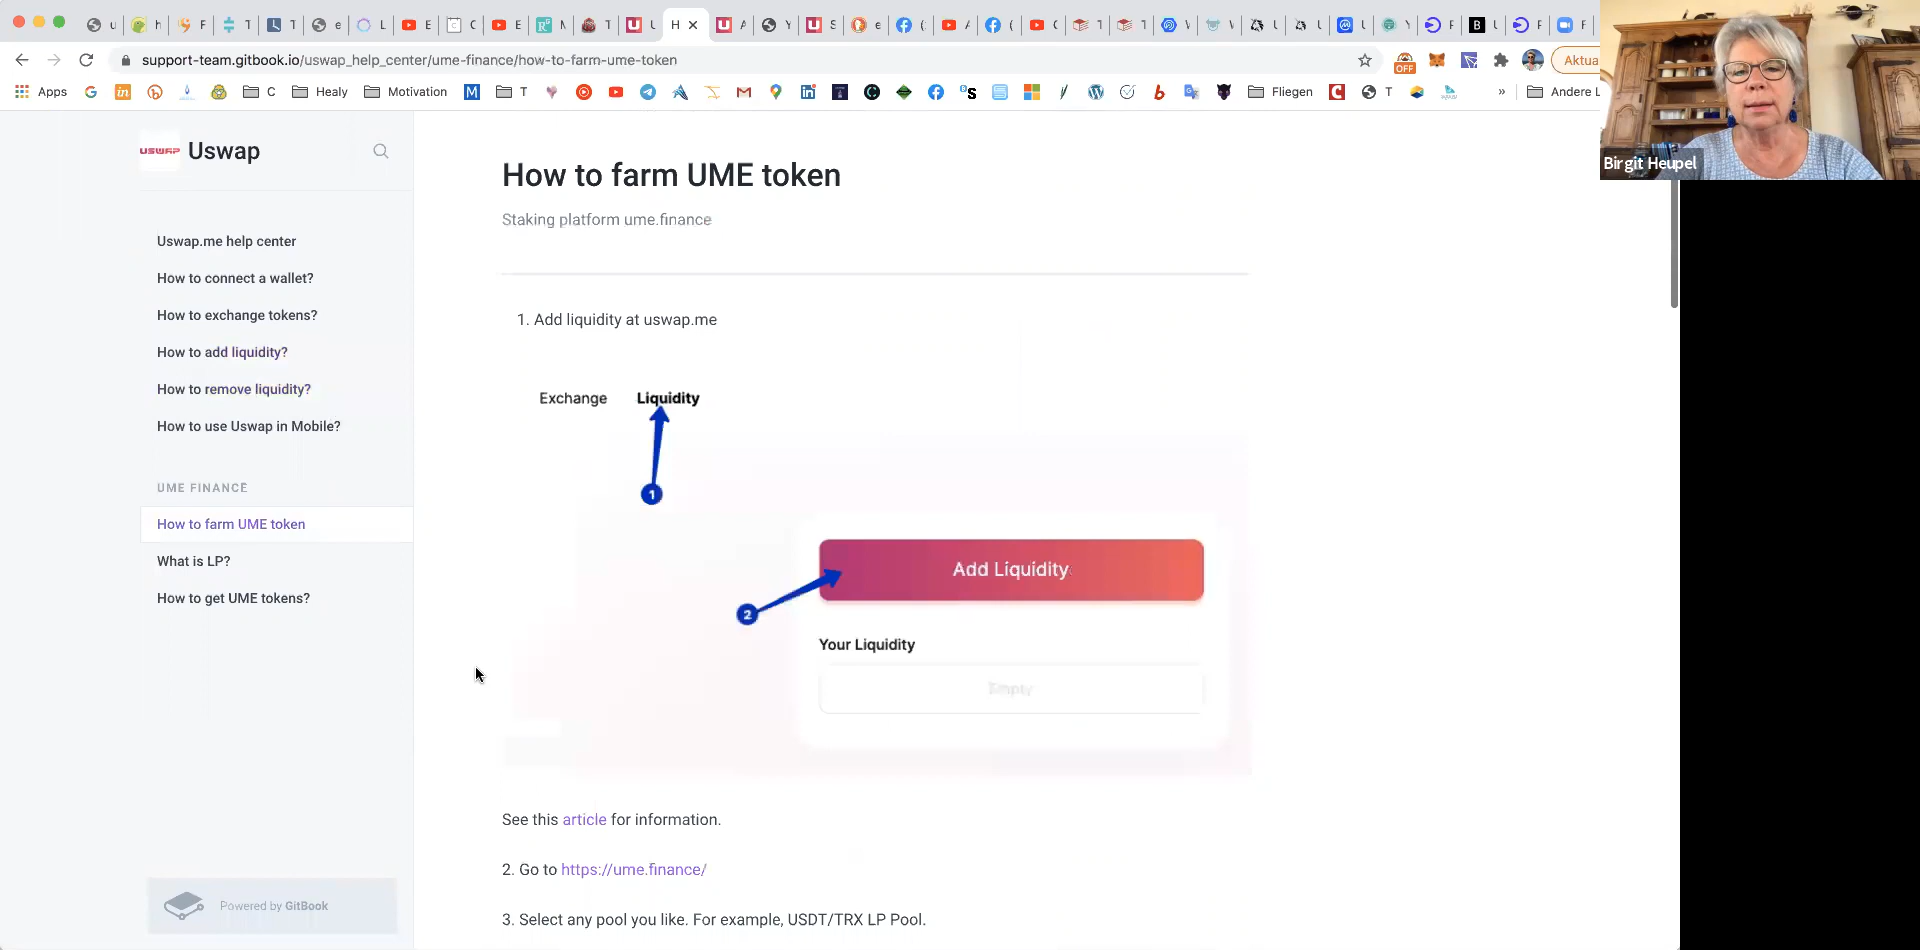 u
h
F
T
T
e
L
E
C
E
M
T
U
H
A
Y
S
e
(
A
(
C
T
T
V
V
U
U
U
Y
F
U
F
F
support-team.gitbook.io/uswap_help_center/ume-finance/how-to-farm-ume-token
OFF
Aktua
Apps
C
Healy
Motivation
T
Fliegen
T
»
Andere L
Birgit Heupel
USWAP
Uswap
Uswap.me help center
How to connect a wallet?
How to exchange tokens?
How to add liquidity?
How to remove liquidity?
How to use Uswap in Mobile?
UME FINANCE
How to farm UME token
What is LP?
How to get UME tokens?
Powered by GitBook
How to farm UME token
Staking platform ume.finance
1. Add liquidity at uswap.me
Exchange Liquidity
1
Add Liquidity
2
Your Liquidity
Empty
See this article for information.
2. Go to https://ume.finance/
3. Select any pool you like. For example, USDT/TRX LP Pool.